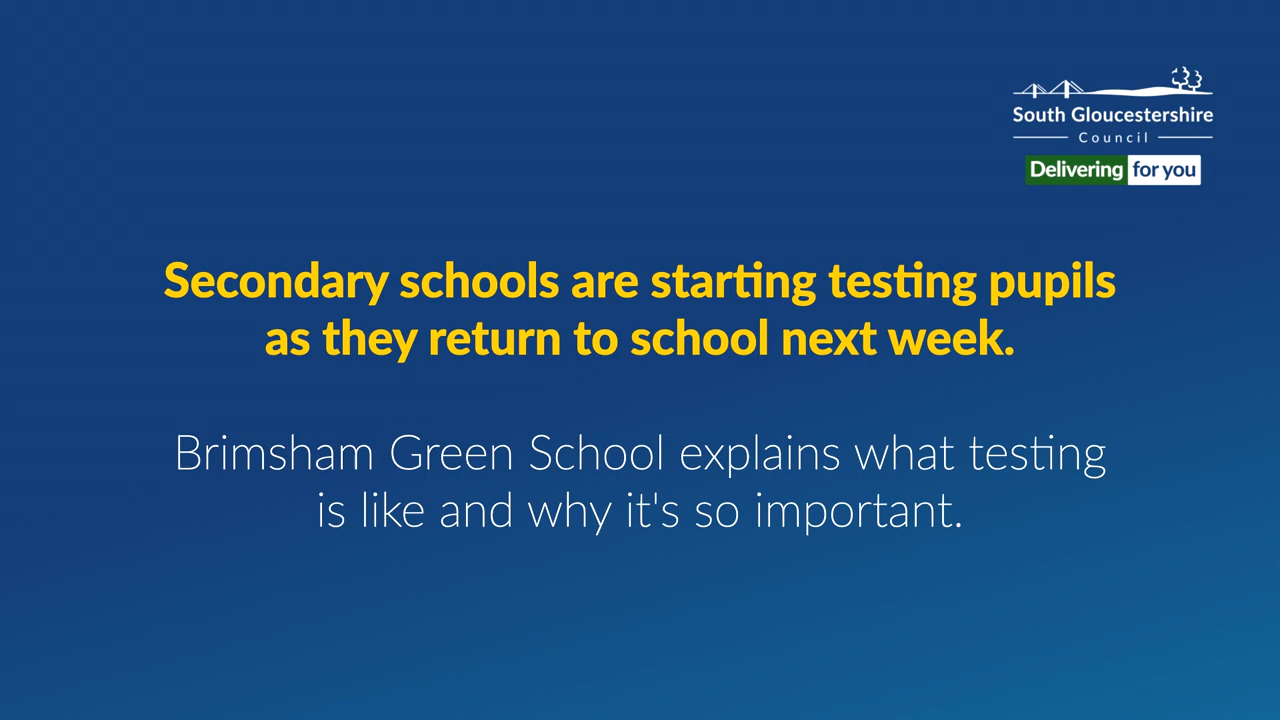 South Gloucestershire
Council
Delivering for you
Secondary schools are starting testing pupils
as they return to school next week.
Brimsham Green School explains what testing
is like and why it's so important.